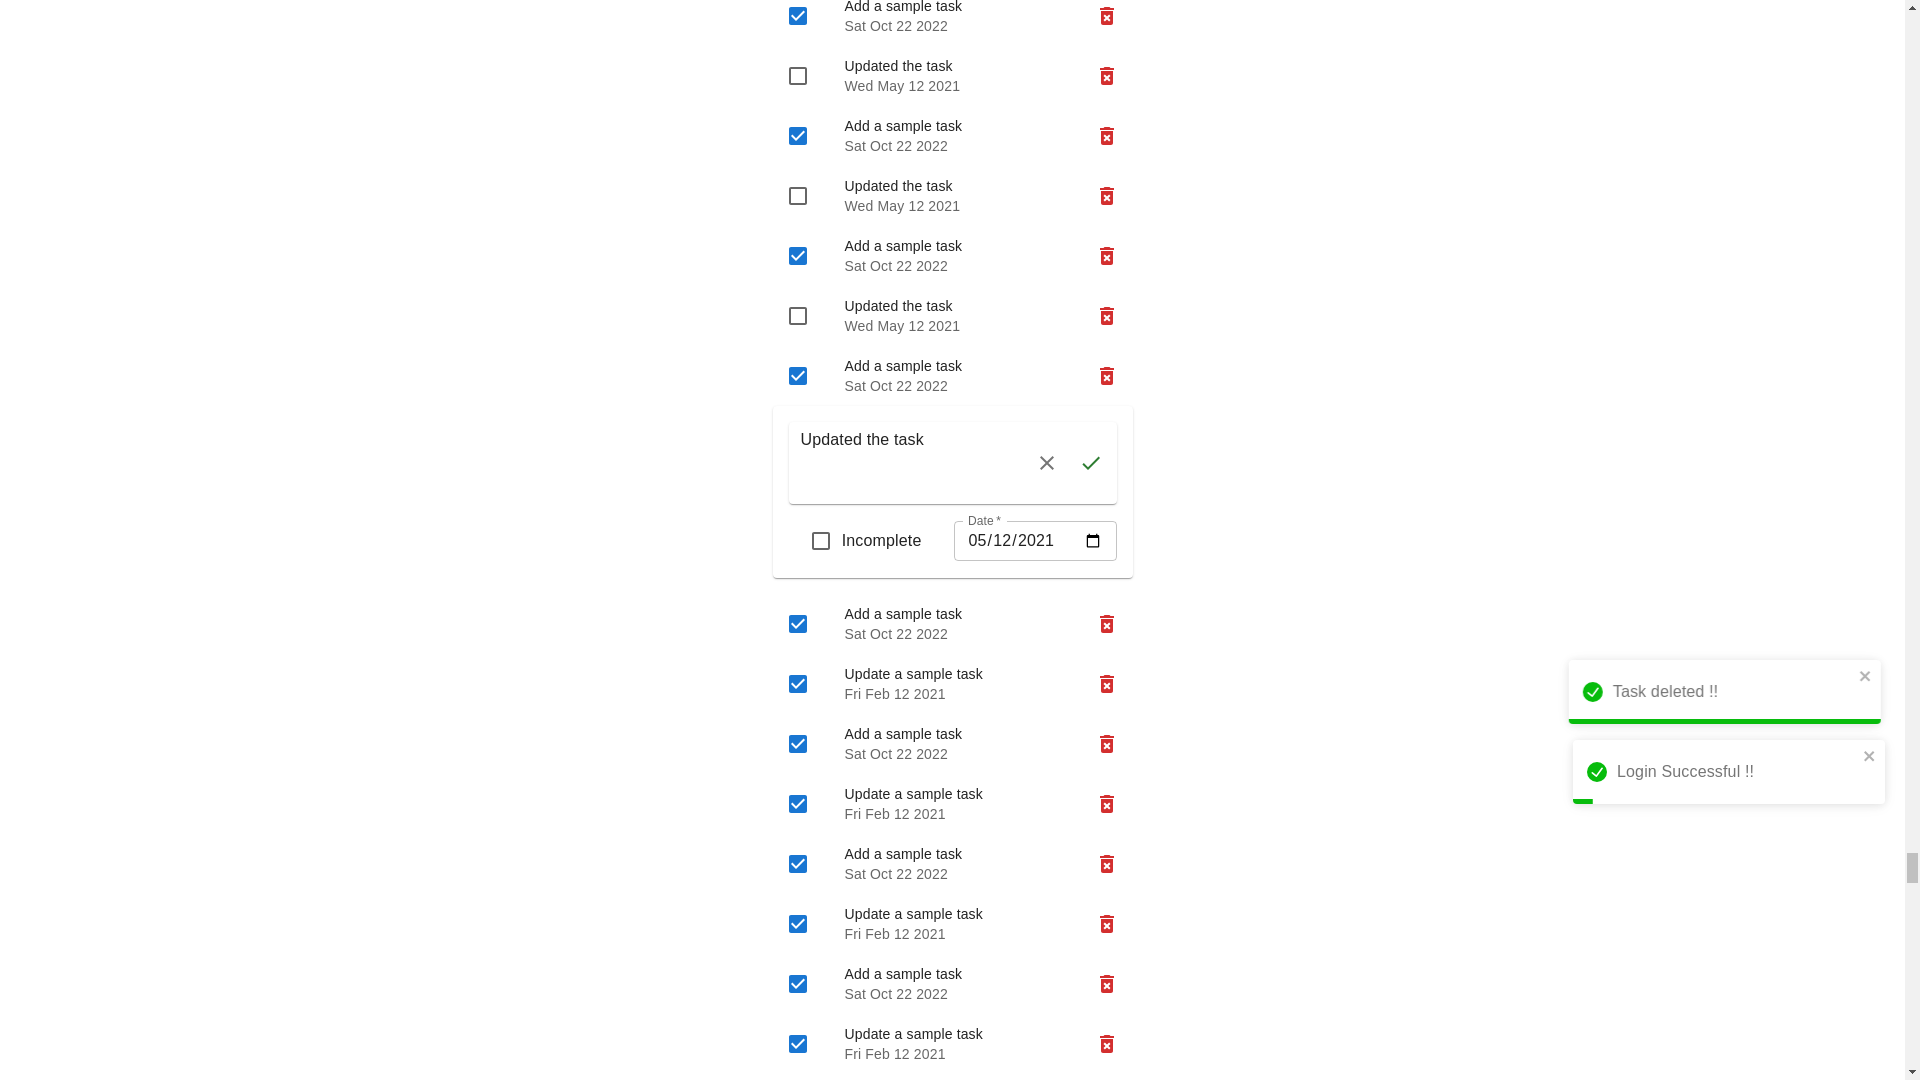 Add a sample task
Sat Oct 22 2022
Updated the task
Wed May 12 2021
Add a sample task
Sat Oct 22 2022
Updated the task
Wed May 12 2021
Add a sample task
Sat Oct 22 2022
Updated the task
Wed May 12 2021
Add a sample task
Sat Oct 22 2022
Updated the task
Date *
Incomplete
05/12/2021
Add a sample task
Sat Oct 22 2022
Update a sample task
Fri Feb 12 2021
Add a sample task
Sat Oct 22 2022
Update a sample task
Fri Feb 12 2021
Add a sample task
Sat Oct 22 2022
Update a sample task
Fri Feb 12 2021
Add a sample task
Sat Oct 22 2022
Update a sample task
Fri Feb 12 2021
Task deleted !!
Login Successful !!